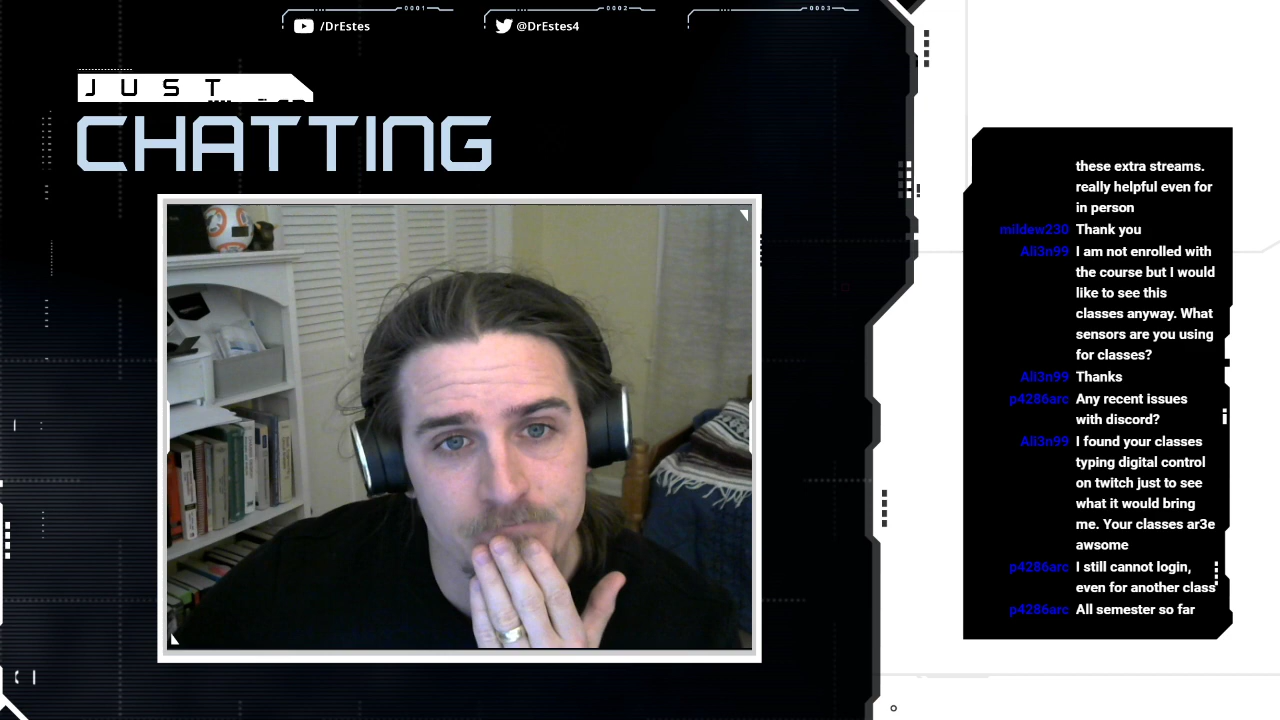 0001
0002
0003
/DrEstes
@DrEstes4
JUST
CHATTING
these extra streams.
really helpful even for
in person
mildew230 Thank you
Ali3n99 I am not enrolled with
the course but I would
like to see this
classes anyway. What
sensors are you using
for classes?
Ali3n99 Thanks
p4286arc Any recent issues
with discord?
Ali3n99 I found your classes
typing digital control
on twitch just to see
what it would bring
me. Your classes ar3e
awsome
p4286arc I still cannot login,
even for another class
p4286arc All semester so far